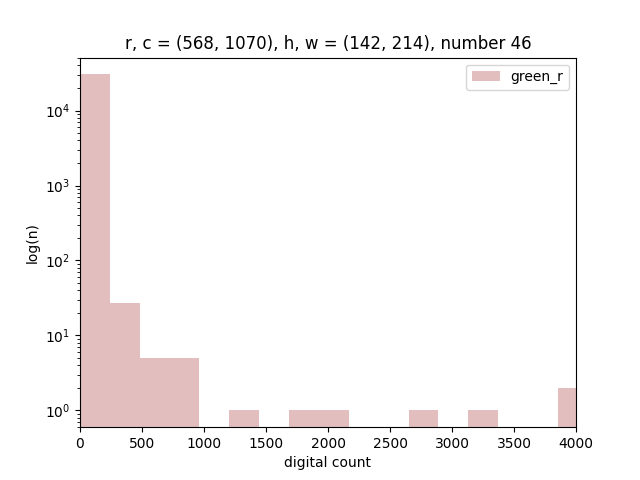 r, c = (568, 1070), h, w = (142, 214), number 46
green_r
log(n)
10⁴
10³
10²
10¹
10⁰
0 500 1000 1500 2000 2500 3000 3500 4000
digital count